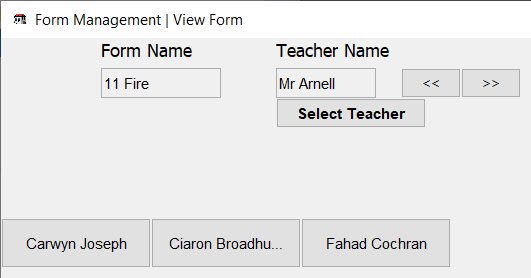 Form Management | View Form
Form Name Teacher Name
11 Fire Mr Arnell << >>
Select Teacher
Carwyn Joseph Ciaron Broadhu... Fahad Cochran